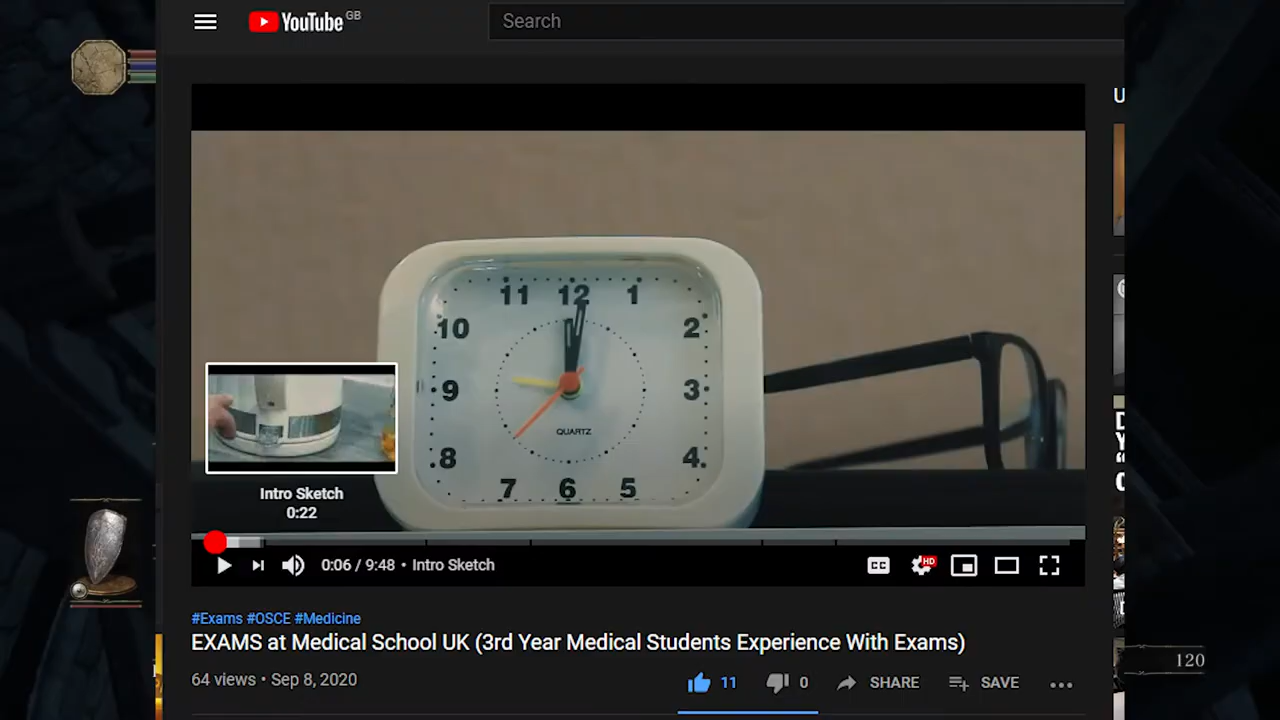 YouTube GB
Search
11 12 1
10 2
9 3
QUARTZ
8 4
7 6 5
Intro Sketch
0:22
0:06 / 9:48 • Intro Sketch
CC
HD
#Exams #OSCE #Medicine
EXAMS at Medical School UK (3rd Year Medical Students Experience With Exams)
64 views • Sep 8, 2020
11
0
SHARE
SAVE
120